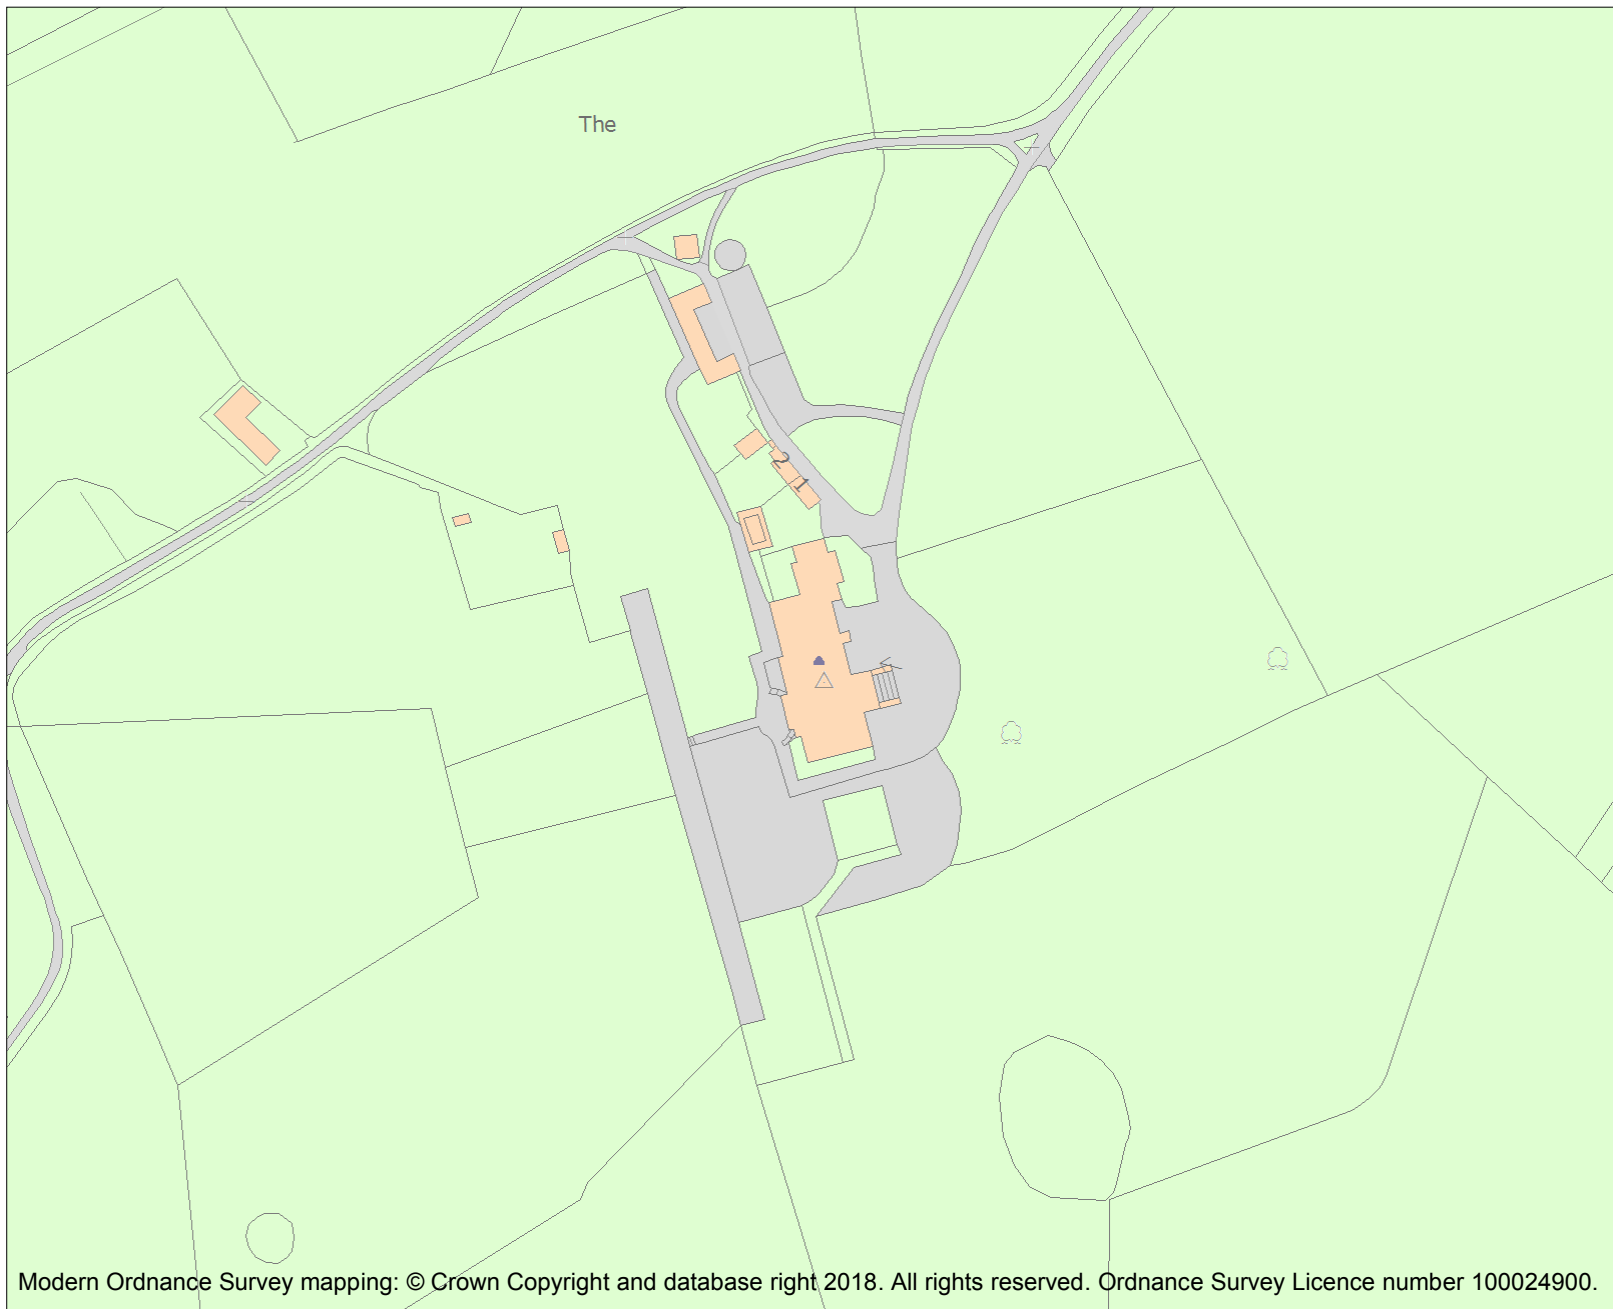 The
2
1
Modern Ordnance Survey mapping: © Crown Copyright and database right 2018. All rights reserved. Ordnance Survey Licence number 100024900.